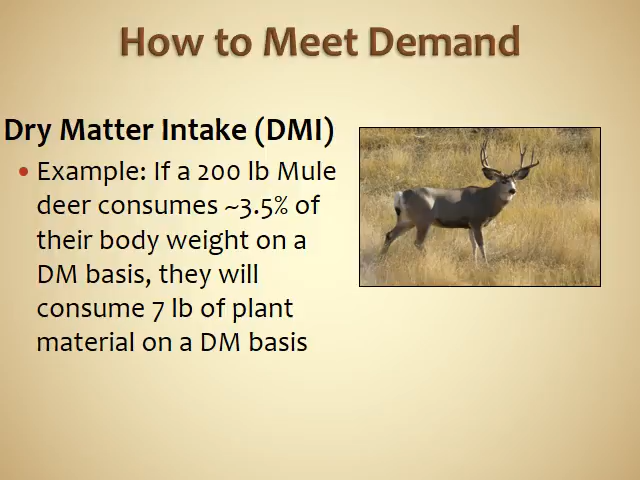 How to Meet Demand
Dry Matter Intake (DMI)
• Example: If a 200 lb Mule
deer consumes ~3.5% of
their body weight on a
DM basis, they will
consume 7 lb of plant
material on a DM basis